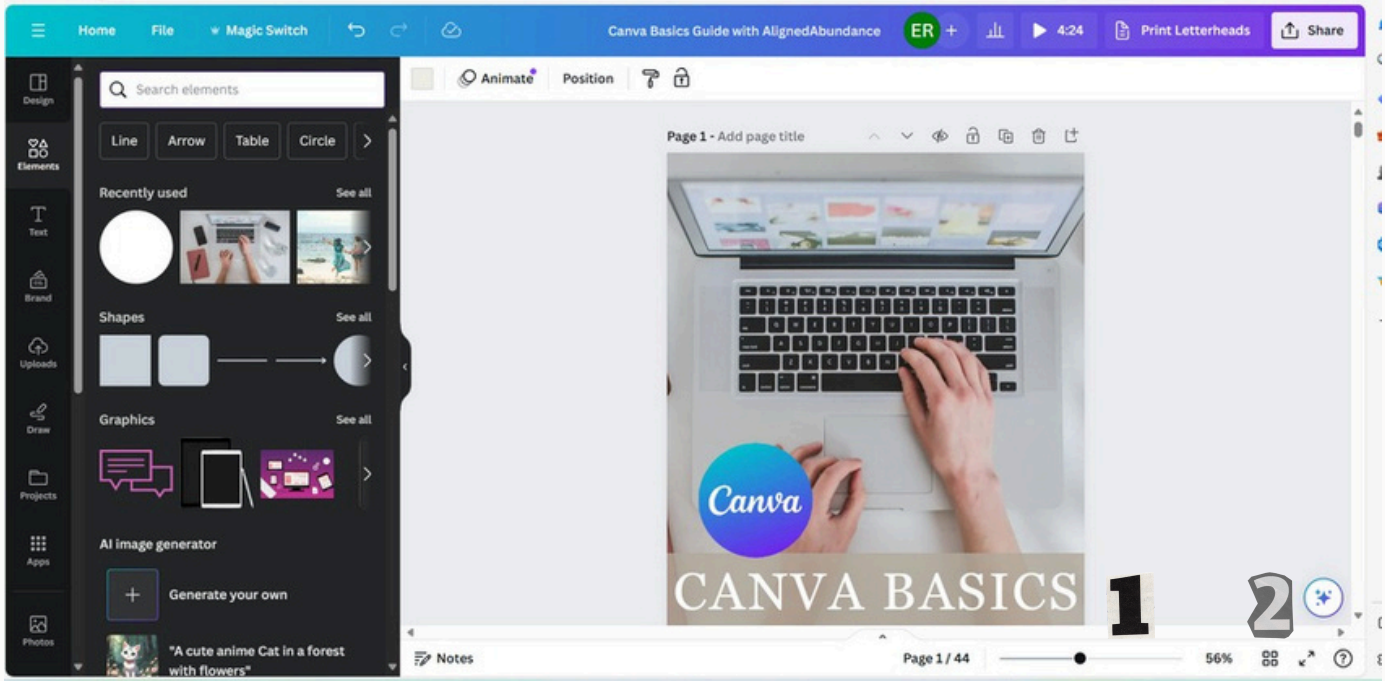 Home File Magic Switch Canva Basics Guide with AlignedAbundance ER + 4:24 Print Letterheads Share
Design
Elements
Text
Brand
Uploads
Draw
Projects
Apps
Photos
Search elements
Line Arrow Table Circle
Recently used See all
Shapes See all
Graphics See all
AI image generator
Generate your own
"A cute anime Cat in a forest
with flowers"
Animate Position
Page 1 - Add page title
Canva
CANVA BASICS
1 2
Notes Page 1 / 44 56%